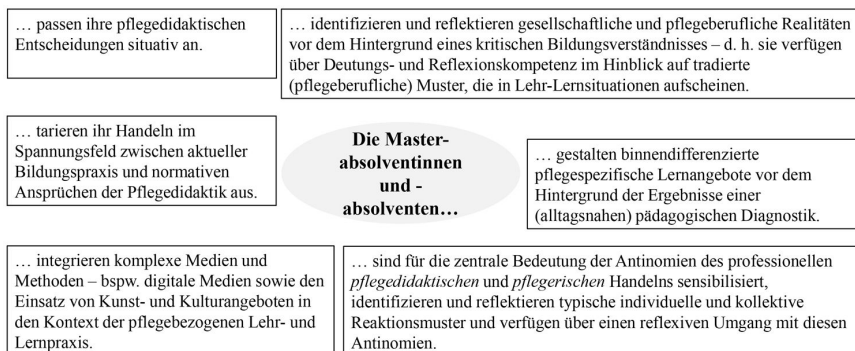 … passen ihre pflegedidaktischen
Entscheidungen situativ an.
… identifizieren und reflektieren gesellschaftliche und pflegeberufliche Realitäten
vor dem Hintergrund eines kritischen Bildungsverständnisses – d. h. sie verfügen
über Deutungs- und Reflexionskompetenz im Hinblick auf tradierte
(pflegeberufliche) Muster, die in Lehr-Lernsituationen aufscheinen.
… tarieren ihr Handeln im
Spannungsfeld zwischen aktueller
Bildungspraxis und normativen
Ansprüchen der Pflegedidaktik aus.
Die Master-
absolventinnen
und -
absolventen…
… gestalten binnendifferenzierte
pflegespezifische Lernangebote vor dem
Hintergrund der Ergebnisse einer
(alltagsnahen) pädagogischen Diagnostik.
… integrieren komplexe Medien und
Methoden – bspw. digitale Medien sowie den
Einsatz von Kunst- und Kulturangeboten in
den Kontext der pflegebezogenen Lehr- und
Lernpraxis.
… sind für die zentrale Bedeutung der Antinomien des professionellen
pflegedidaktischen und pflegerischen Handelns sensibilisiert,
identifizieren und reflektieren typische individuelle und kollektive
Reaktionsmuster und verfügen über einen reflexiven Umgang mit diesen
Antinomien.